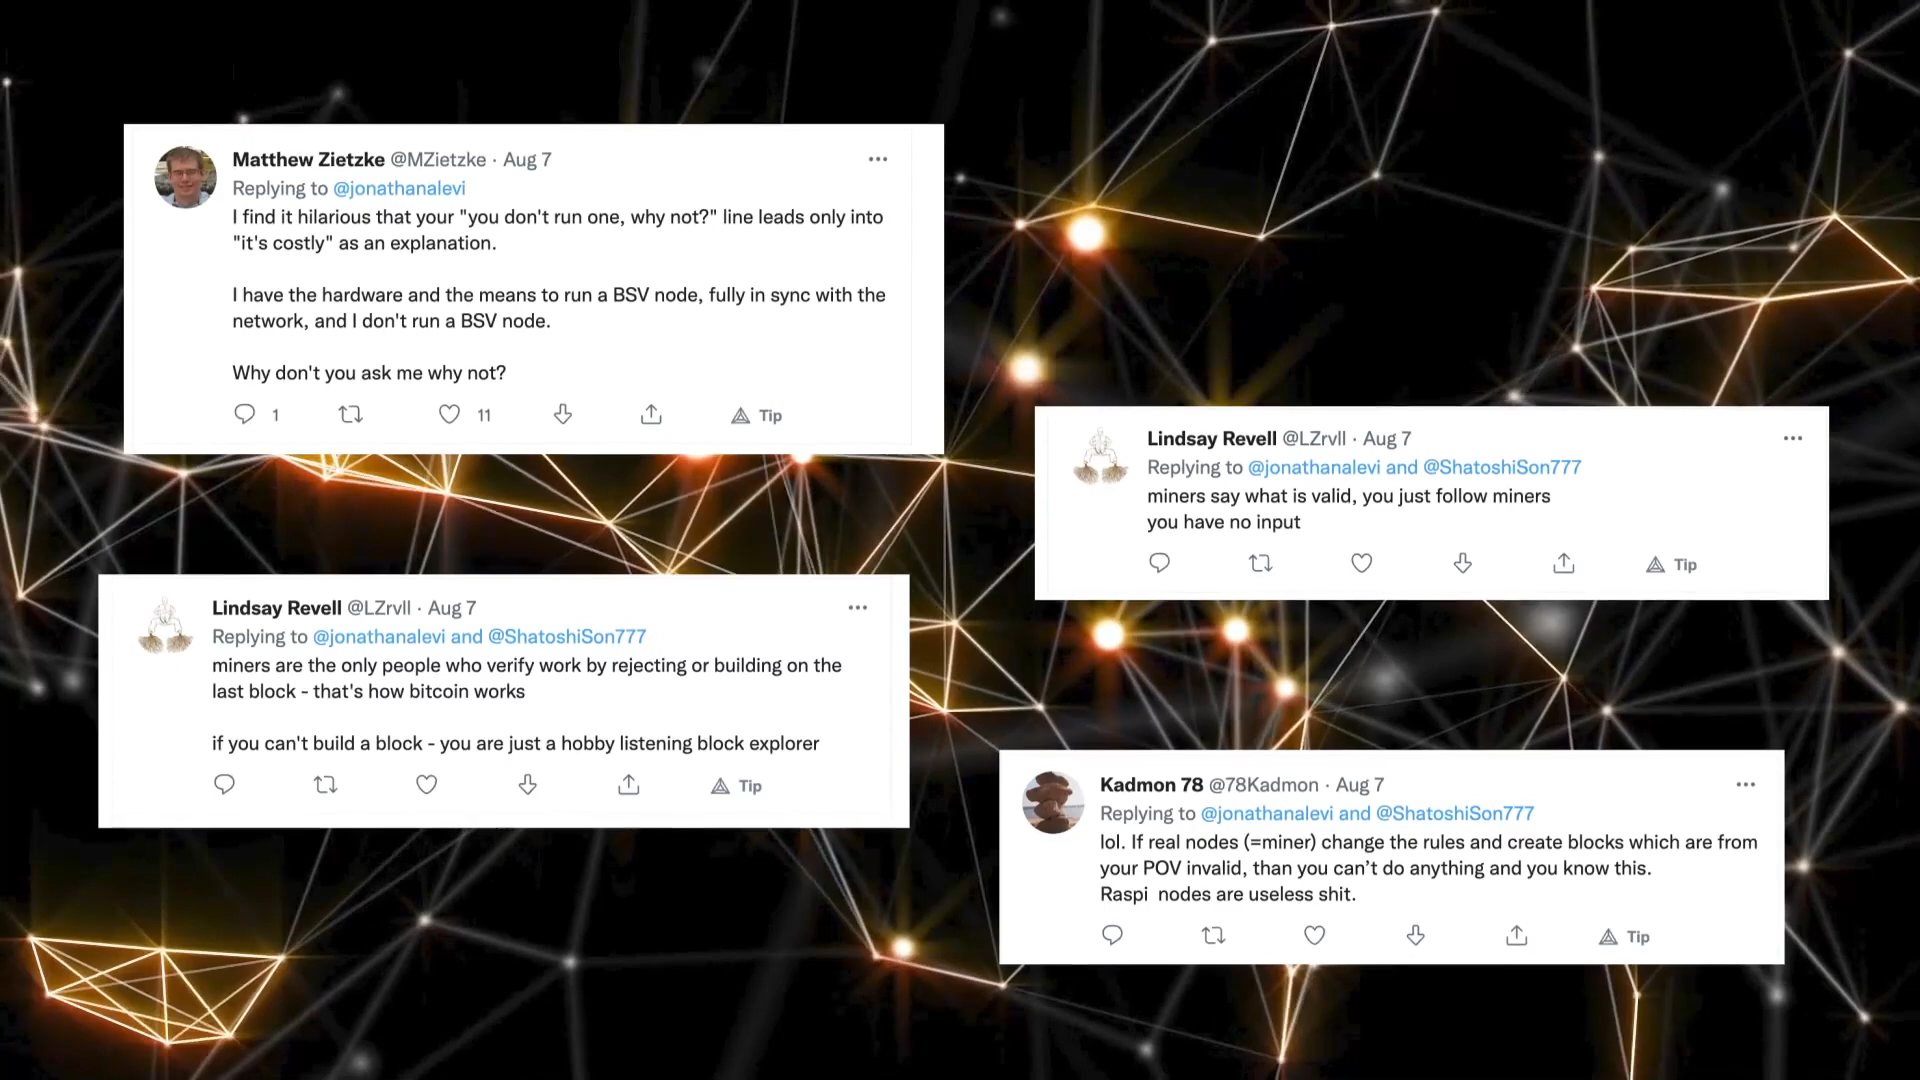 Matthew Zietzke @MZietzke · Aug 7
Replying to @jonathanalevi
I find it hilarious that your "you don't run one, why not?" line leads only into
"it's costly" as an explanation.
I have the hardware and the means to run a BSV node, fully in sync with the
network, and I don't run a BSV node.
Why don't you ask me why not?
1 11 Tip
Lindsay Revell @LZrvll · Aug 7
Replying to @jonathanalevi and @ShatoshiSon777
miners say what is valid, you just follow miners
you have no input
Tip
Lindsay Revell @LZrvll · Aug 7
Replying to @jonathanalevi and @ShatoshiSon777
miners are the only people who verify work by rejecting or building on the
last block - that's how bitcoin works
if you can't build a block - you are just a hobby listening block explorer
Tip
Kadmon 78 @78Kadmon · Aug 7
Replying to @jonathanalevi and @ShatoshiSon777
lol. If real nodes (=miner) change the rules and create blocks which are from
your POV invalid, than you can’t do anything and you know this.
Raspi  nodes are useless shit.
Tip